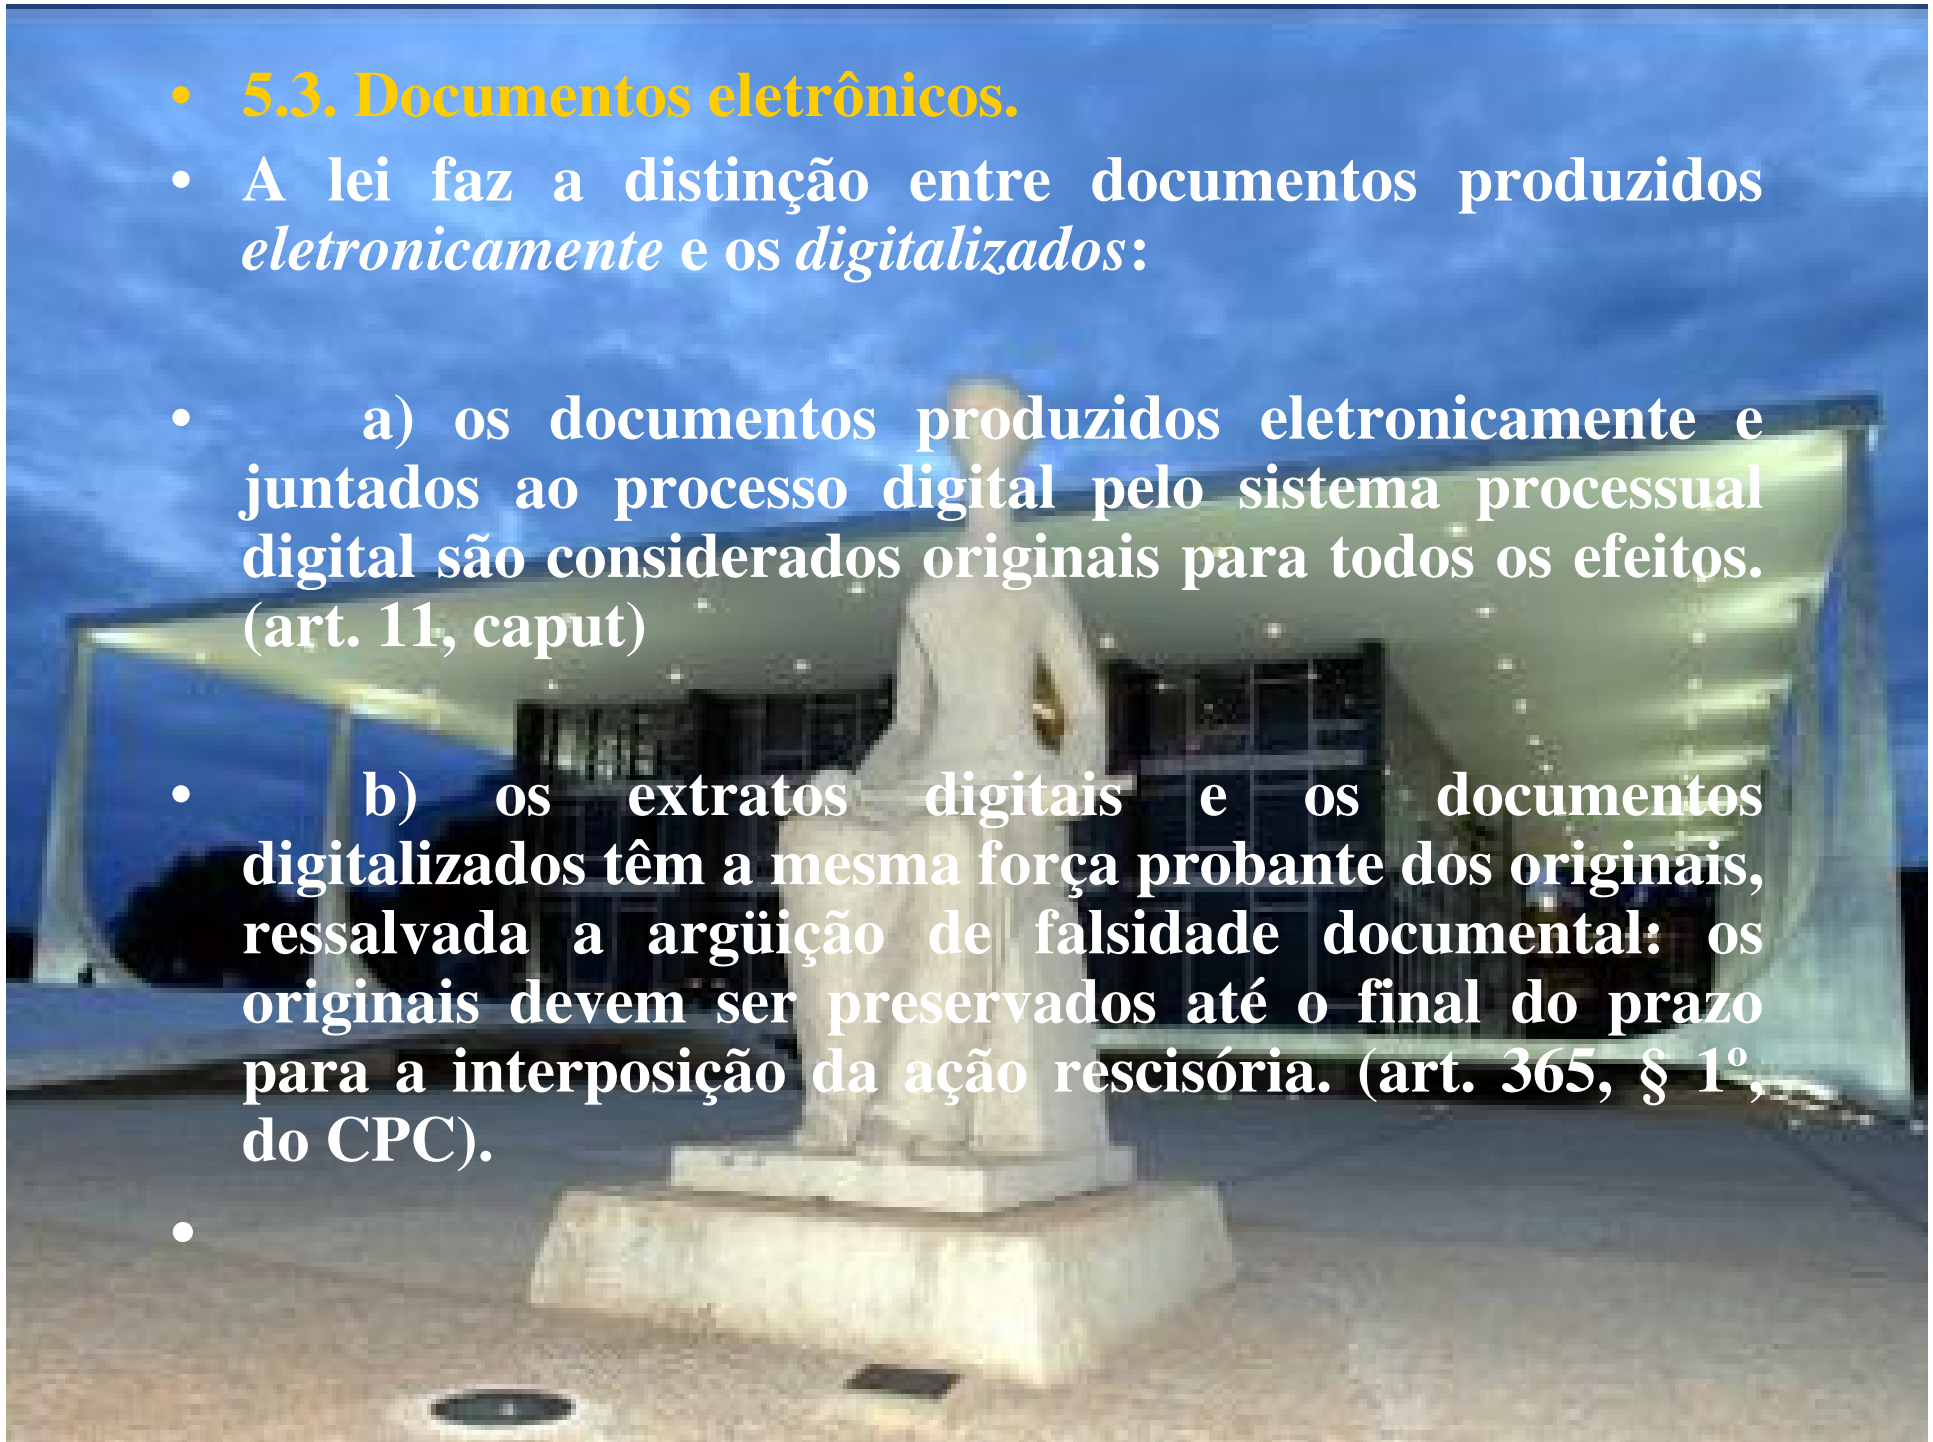 • 5.3. Documentos eletrônicos.
• A lei faz a distinção entre documentos produzidos
eletronicamente e os digitalizados:
• a) os documentos produzidos eletronicamente e
juntados ao processo digital pelo sistema processual
digital são considerados originais para todos os efeitos.
(art. 11, caput)
• b) os extratos digitais e os documentos
digitalizados têm a mesma força probante dos originais,
ressalvada a argüição de falsidade documental: os
originais devem ser preservados até o final do prazo
para a interposição da ação rescisória. (art. 365, § 1º,
do CPC).
•